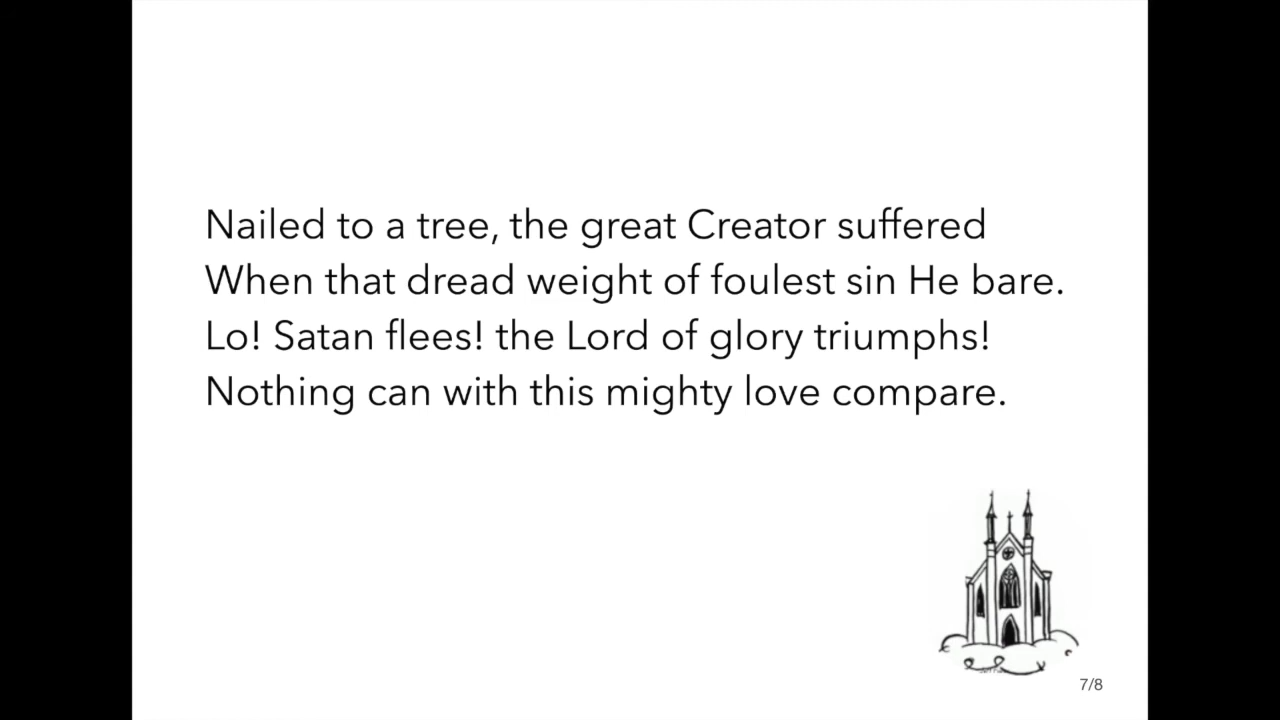 Nailed to a tree, the great Creator suffered
When that dread weight of foulest sin He bare.
Lo! Satan flees! the Lord of glory triumphs!
Nothing can with this mighty love compare.
7/8